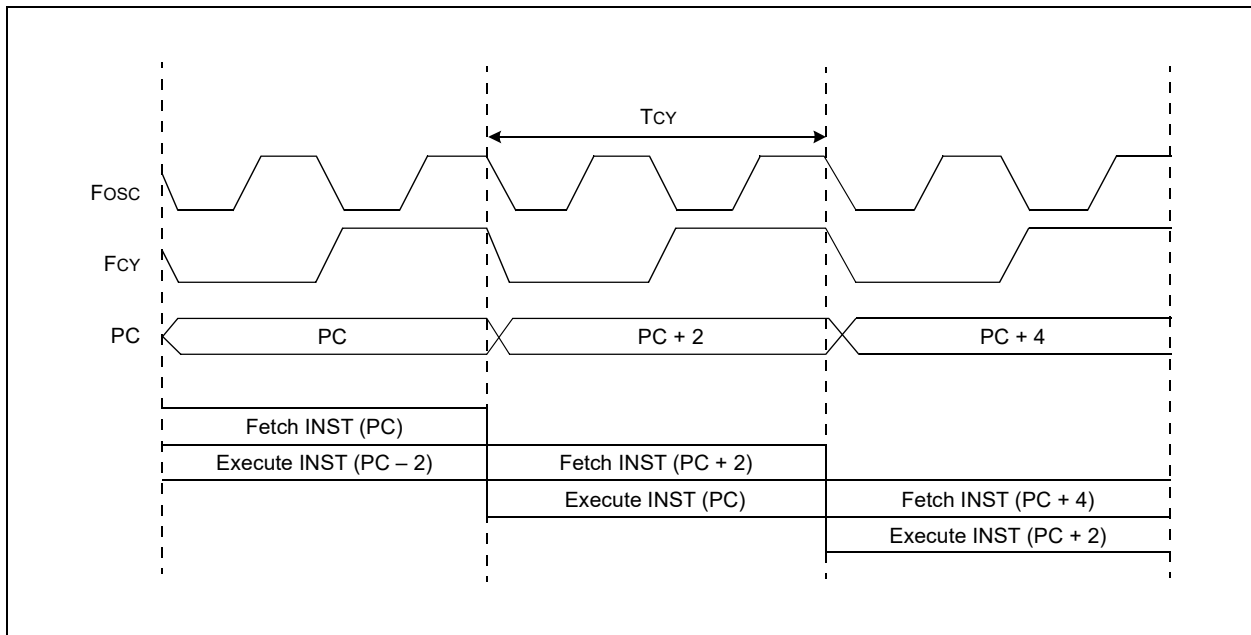 TCY
FOSC
FCY
PC PC PC + 2 PC + 4
Fetch INST (PC)
Execute INST (PC – 2) Fetch INST (PC + 2)
Execute INST (PC) Fetch INST (PC + 4)
Execute INST (PC + 2)